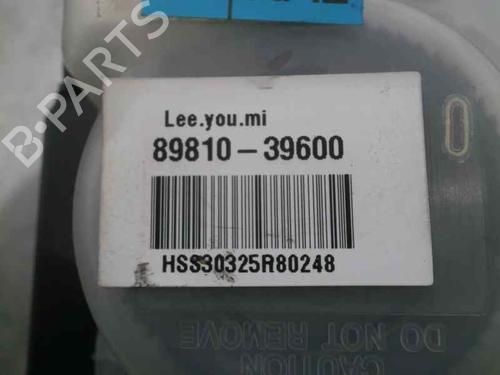 B-PARTS
Lee.you.mi
89810-39600
HSS30325R80248
CAUTION
DO NOT REMOVE